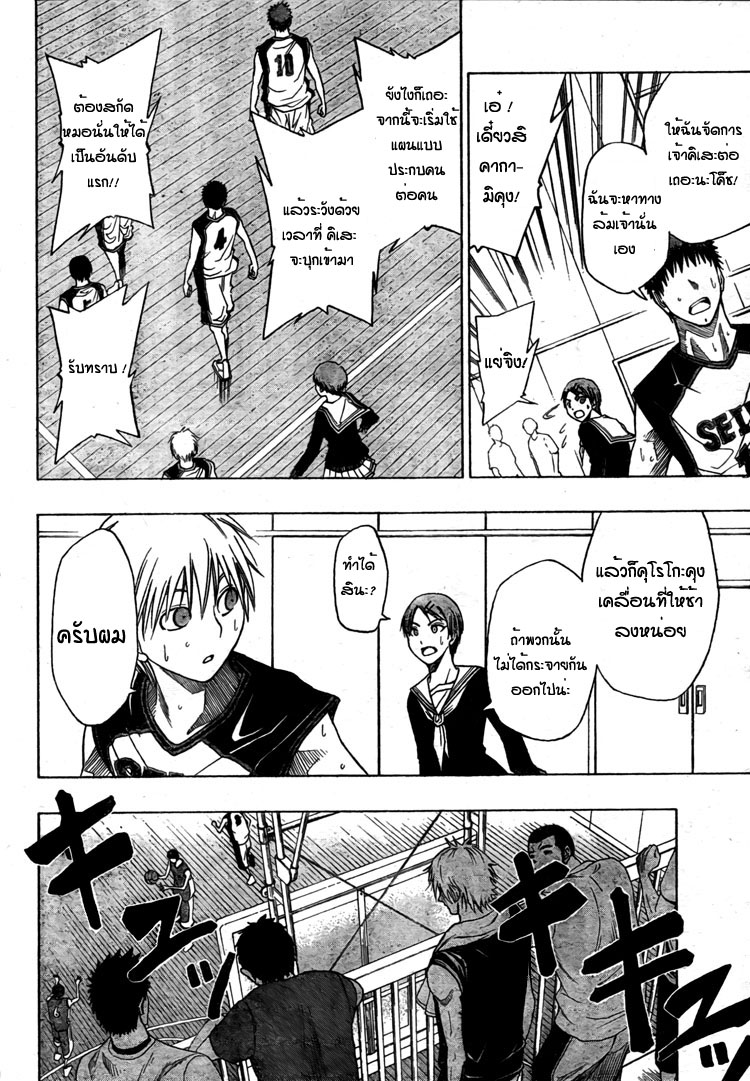 ให้ฉันจัดการ
เจ้าคิเสะต่อ
เถอะนะโค้ช!
ฉันจะหาทาง
ล้มเจ้านั่น
เอง
เอ๋!
เดี๋ยวสิ
คากา-
มิคุง!
แย่จิง!
SEI
ยังไงก็เถอะ
จากนี้จะเริ่มใช้
แผนแบบ
ประกบคน
ต่อคน
แล้วระวังด้วย
เวลาที่ คิเสะ
จะบุกเข้ามา
ต้องสกัด
หมอนั่นให้ได้
เป็นอันดับ
แรก!!
รับทราบ!
10
4
แล้วก็คุโรโกะคุง
เคลื่อนที่ให้ช้า
ลงหน่อย
ถ้าพวกนั้น
ไม่ได้กระจายกัน
ออกไปน่ะ
ทำได้
สินะ?
ครับผม
キュッ
キュッ
6